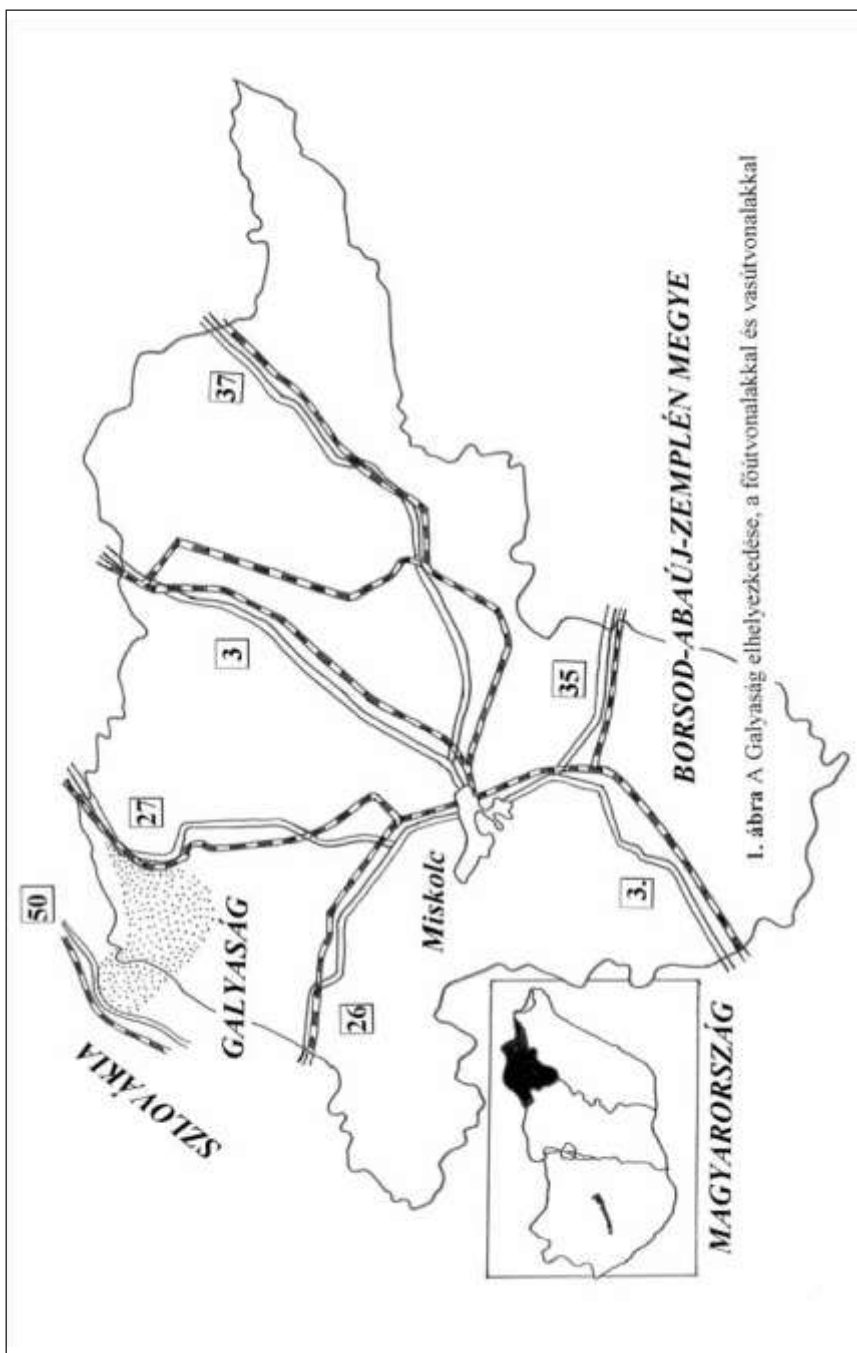 SZLOVÁKIA
50
GALYASÁG
27
3
37
26
Miskolc
35
3.
BORSOD-ABAÚJ-ZEMPLÉN MEGYE
MAGYARORSZÁG
1. ábra A Galyaság elhelyezkedése, a főútvonalakkal és vasútvonalakkal